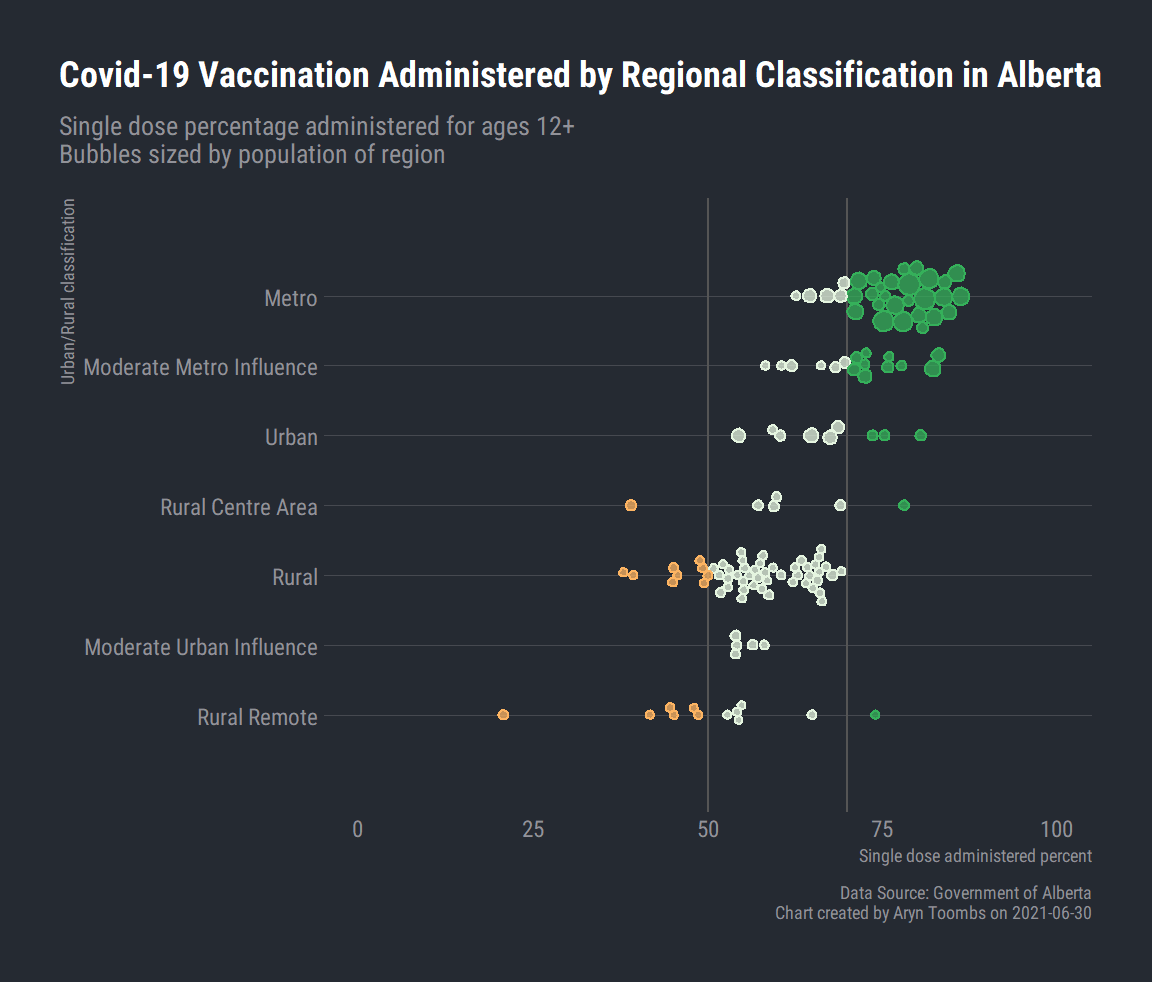 Covid-19 Vaccination Administered by Regional Classification in Alberta
Single dose percentage administered for ages 12+
Bubbles sized by population of region
Urban/Rural classification
Metro
Moderate Metro Influence
Urban
Rural Centre Area
Rural
Moderate Urban Influence
Rural Remote
0 25 50 75 100
Single dose administered percent
Data Source: Government of Alberta
Chart created by Aryn Toombs on 2021-06-30